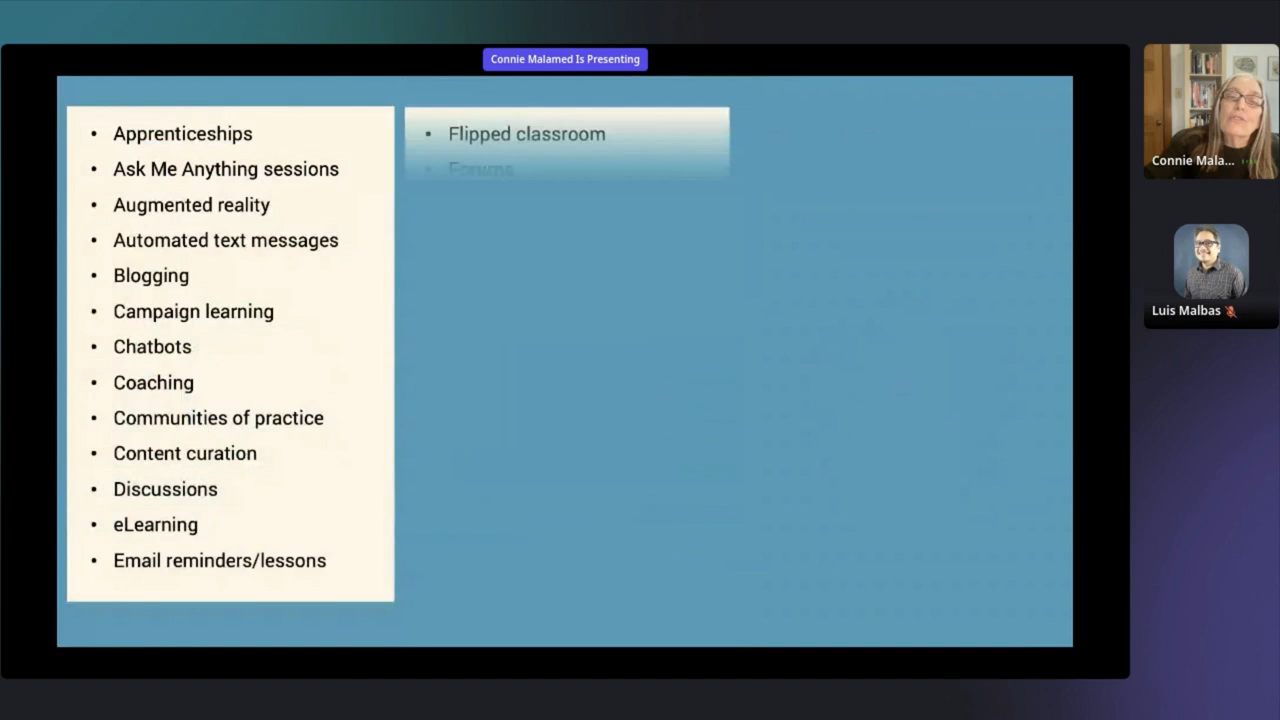 Connie Malamed Is Presenting
• Apprenticeships
• Ask Me Anything sessions
• Augmented reality
• Automated text messages
• Blogging
• Campaign learning
• Chatbots
• Coaching
• Communities of practice
• Content curation
• Discussions
• eLearning
• Email reminders/lessons
• Flipped classroom
• Forums
Connie Mala...
Luis Malbas